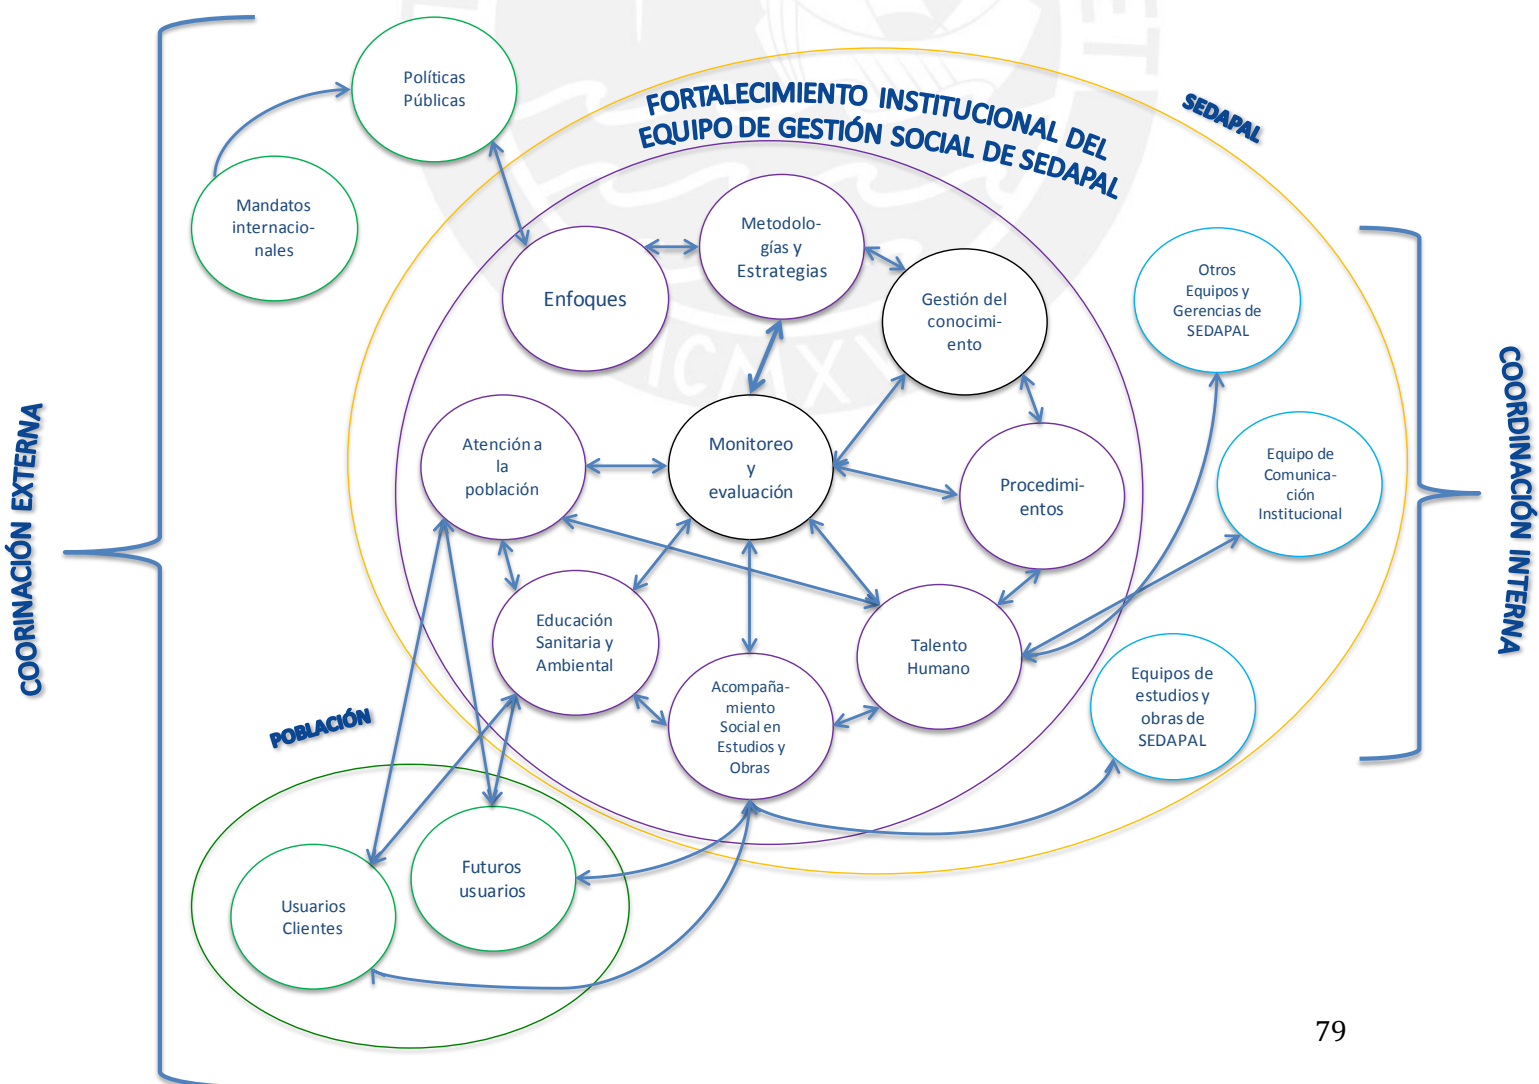 Políticas
Públicas
Mandatos
internacio-
nales
FORTALECIMIENTO INSTITUCIONAL DEL
EQUIPO DE GESTIÓN SOCIAL DE SEDAPAL
SEDAPAL
Metodolo-
gías y
Estrategias
Enfoques
Gestión del
conocimi-
ento
Otros
Equipos y
Gerencias de
SEDAPAL
COORINACIÓN EXTERNA
Atención a
la
población
Monitoreo
y
evaluación
Procedimi-
entos
Equipo de
Comunica-
ción
Institucional
COORDINACIÓN INTERNA
Educación
Sanitaria y
Ambiental
Talento
Humano
Acompaña-
miento
Social en
Estudios y
Obras
Equipos de
estudios y
obras de
SEDAPAL
POBLACIÓN
Futuros
usuarios
Usuarios
Clientes
79